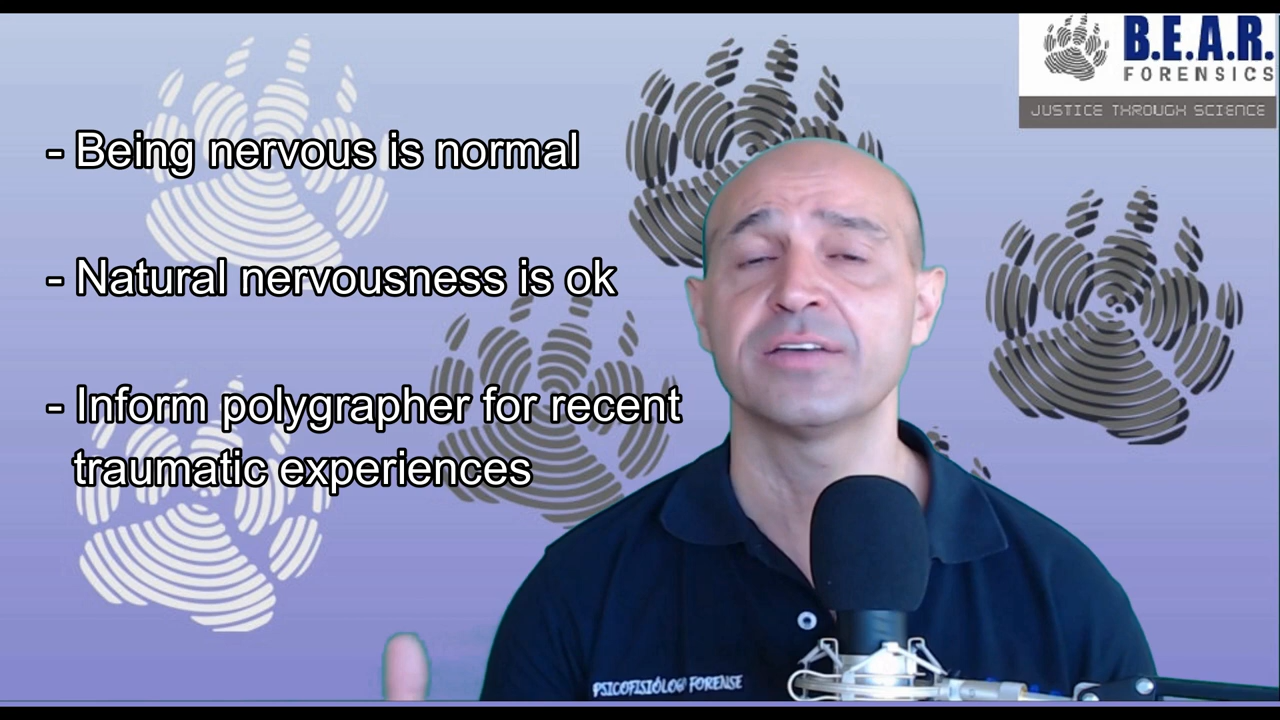 B.E.A.R.
FORENSICS
JUSTICE THROUGH SCIENCE
- Being nervous is normal
- Natural nervousness is ok
- Inform polygrapher for recent
traumatic experiences
PSICOFISIÓLOGO FORENSE